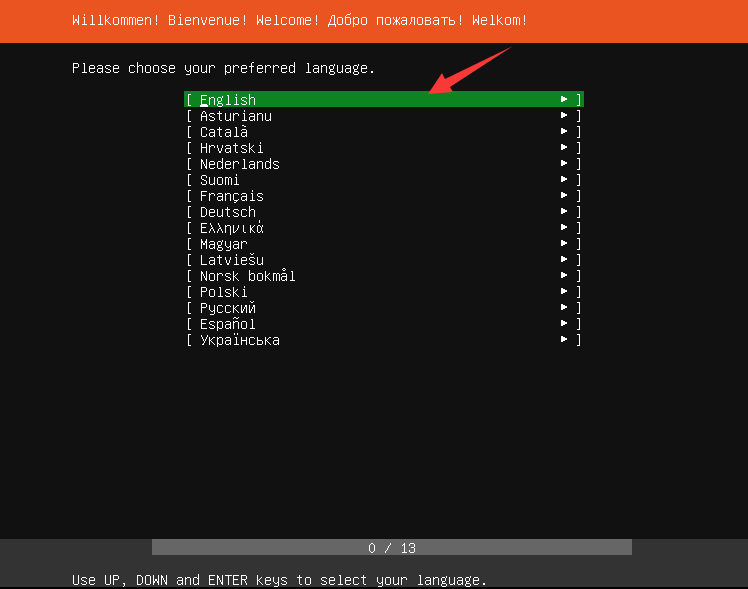 Willkommen! Bienvenue! Welcome! Добро пожаловать! Welkom!
Please choose your preferred language.
[ English ► ]
[ Asturianu ► ]
[ Català ► ]
[ Hrvatski ► ]
[ Nederlands ► ]
[ Suomi ► ]
[ Français ► ]
[ Deutsch ► ]
[ Ελληνικά ► ]
[ Magyar ► ]
[ Latviešu ► ]
[ Norsk bokmål ► ]
[ Polski ► ]
[ Русский ► ]
[ Español ► ]
[ Українська ► ]
0 / 13
Use UP, DOWN and ENTER keys to select your language.